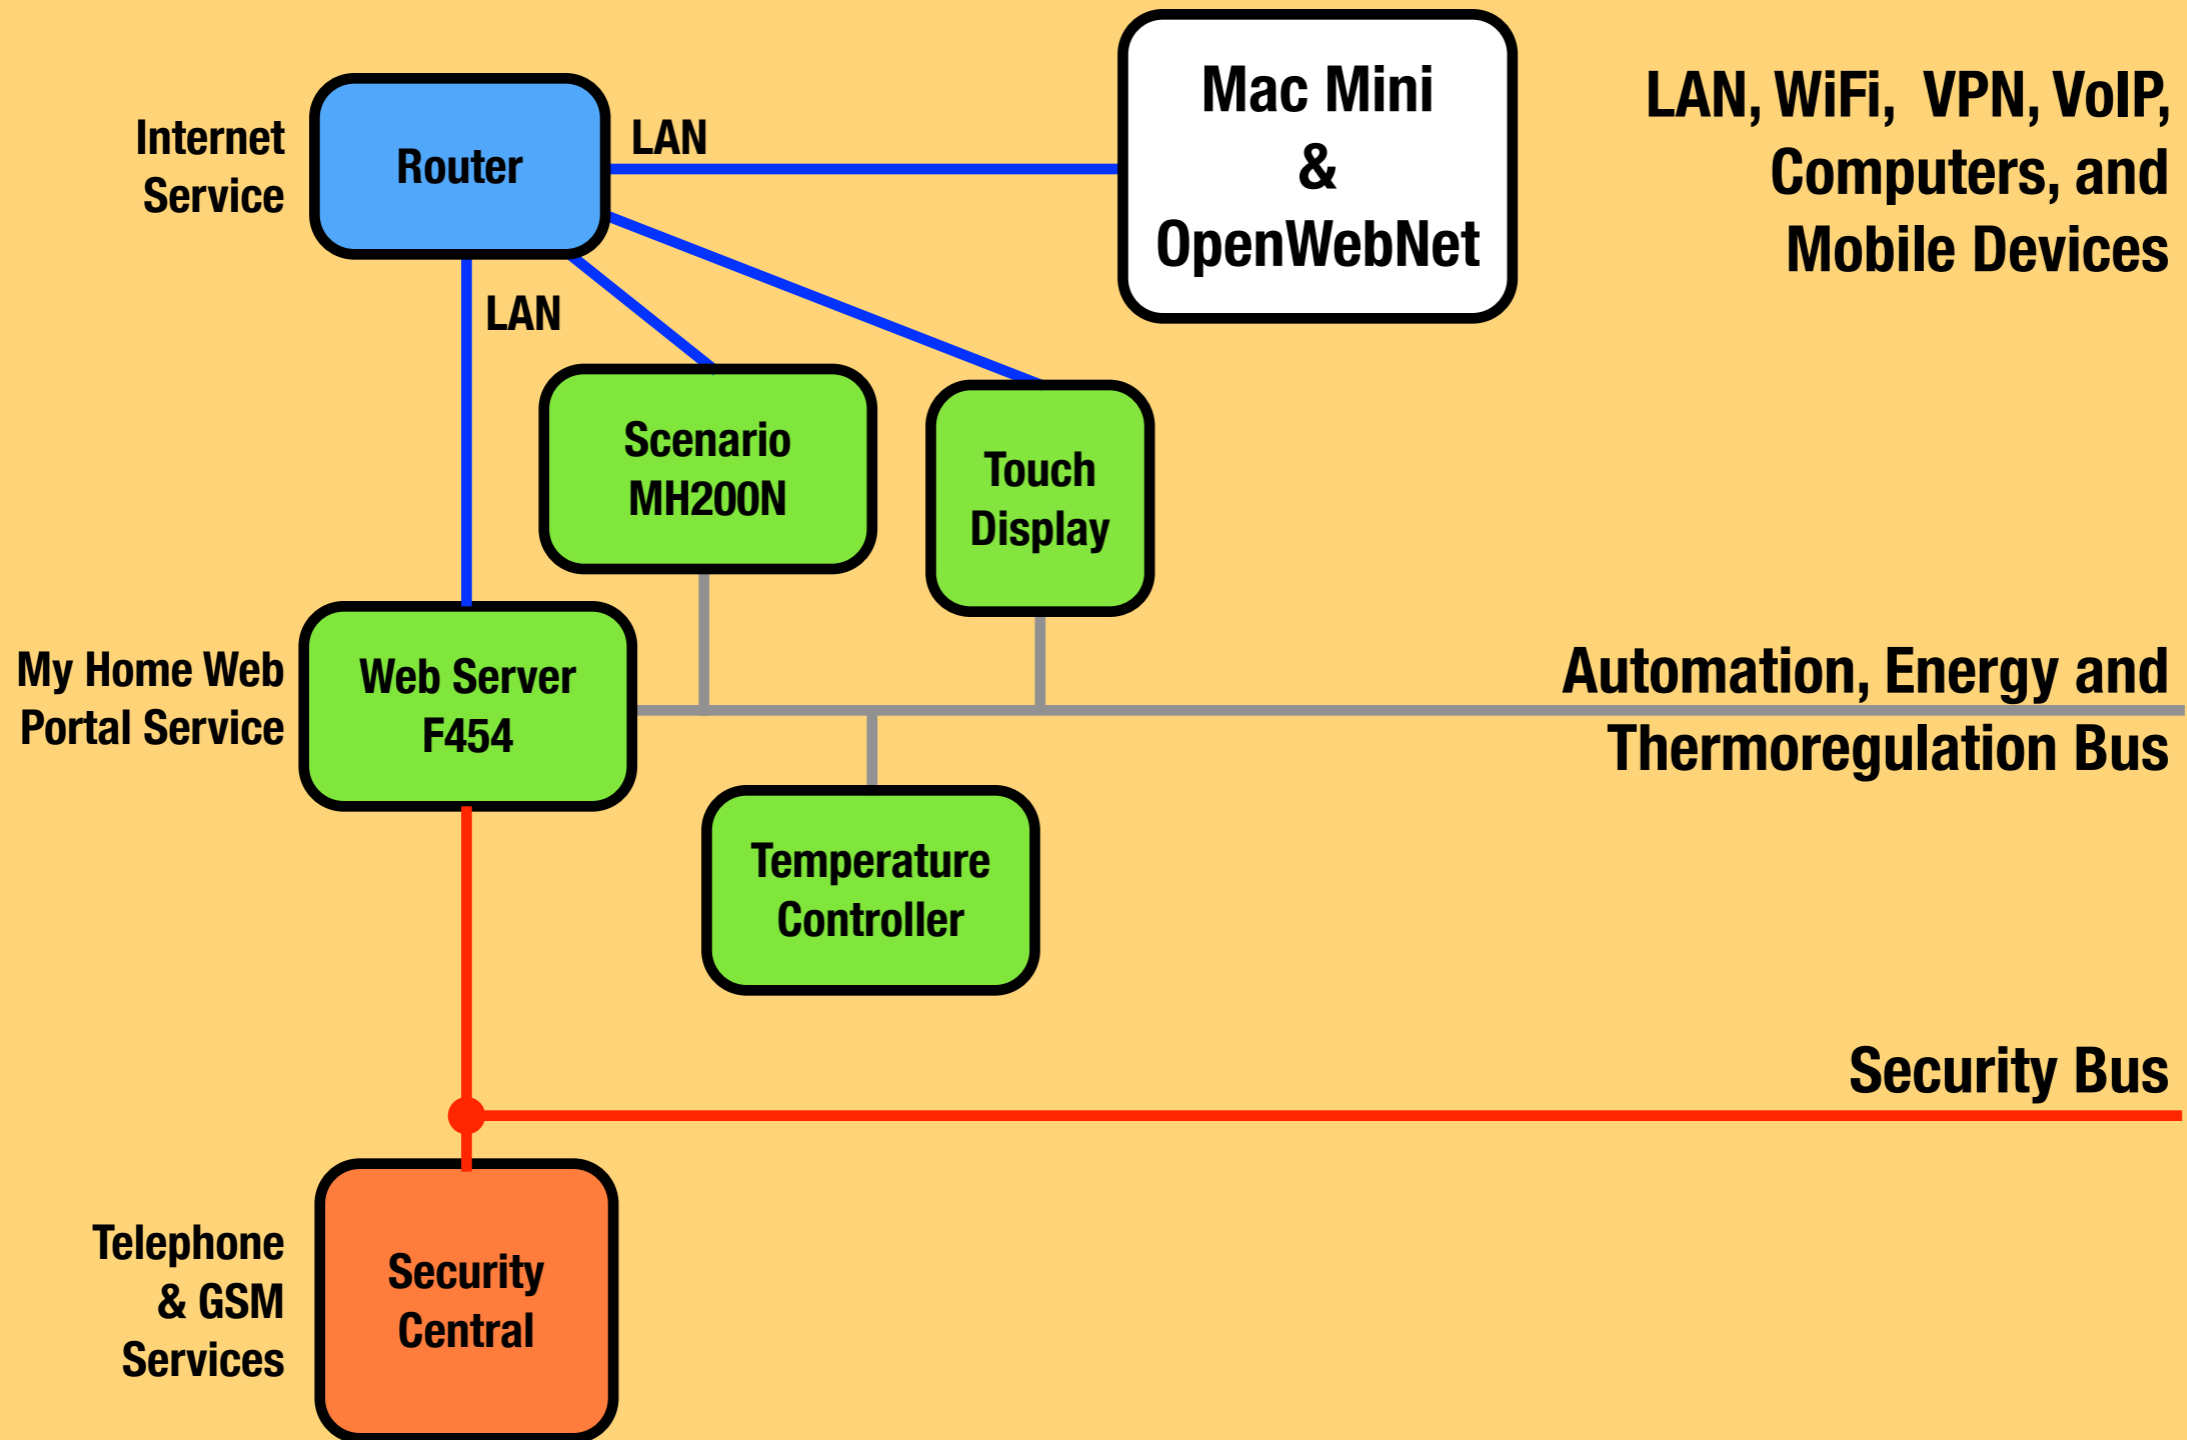 Mac Mini
&
OpenWebNet
LAN, WiFi,  VPN, VoIP,
Computers, and
Mobile Devices
Internet
Service
Router
LAN
LAN
Scenario
MH200N
Touch
Display
My Home Web
Portal Service
Web Server
F454
Automation, Energy and
Thermoregulation Bus
Temperature
Controller
Security Bus
Telephone
& GSM
Services
Security
Central